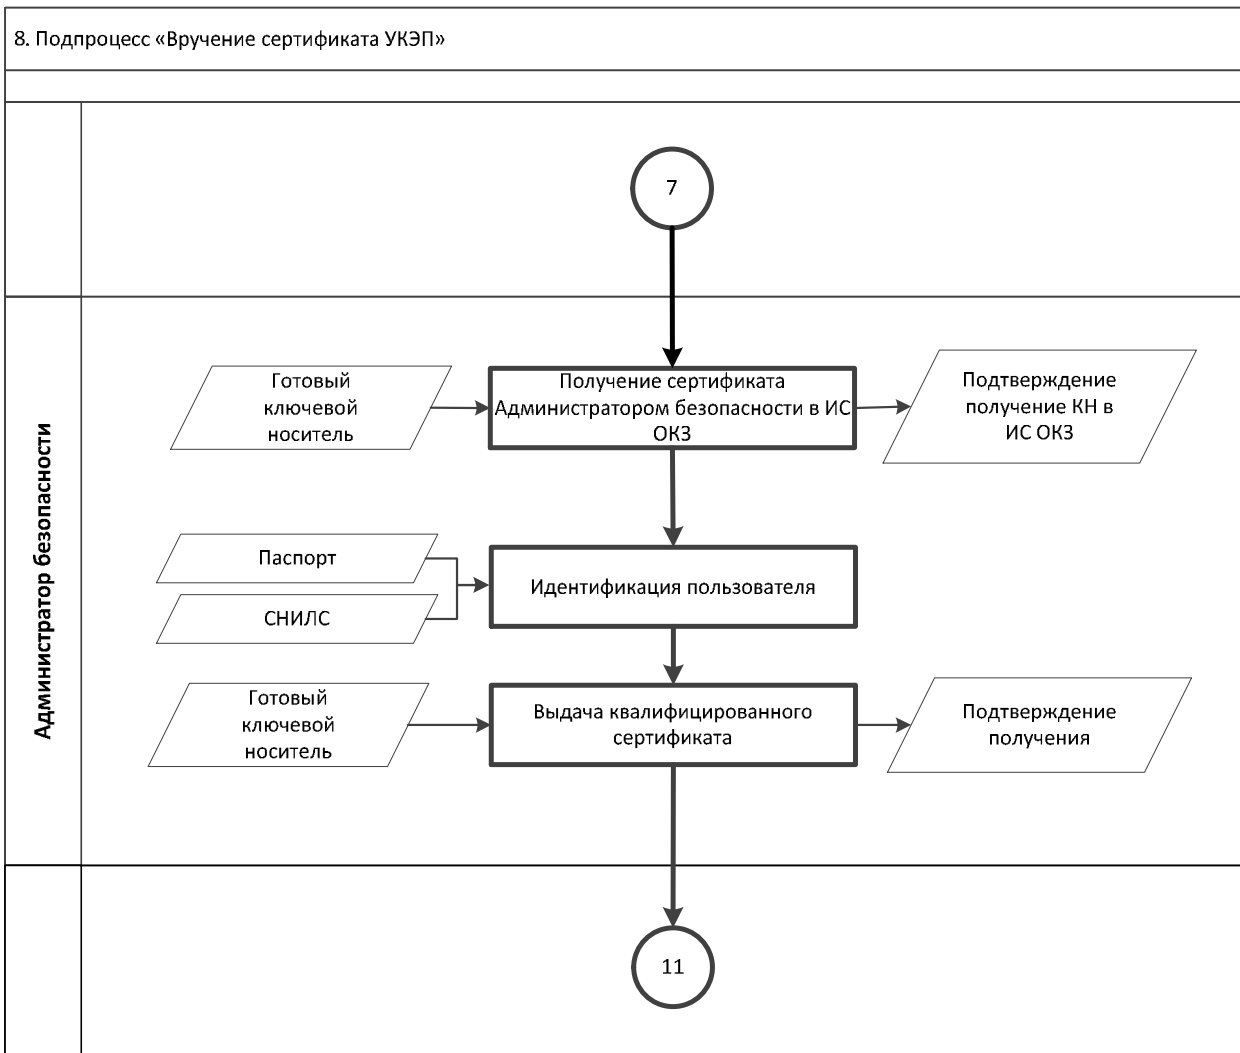 8. Подпроцесс «Вручение сертификата УКЭП»
7
Администратор безопасности
Готовый
ключевой
носитель
Получение сертификата
Администратором безопасности в ИС
ОКЗ
Подтверждение
получение КН в
ИС ОКЗ
Паспорт
СНИЛС
Идентификация пользователя
Готовый
ключевой
носитель
Выдача квалифицированного
сертификата
Подтверждение
получения
11